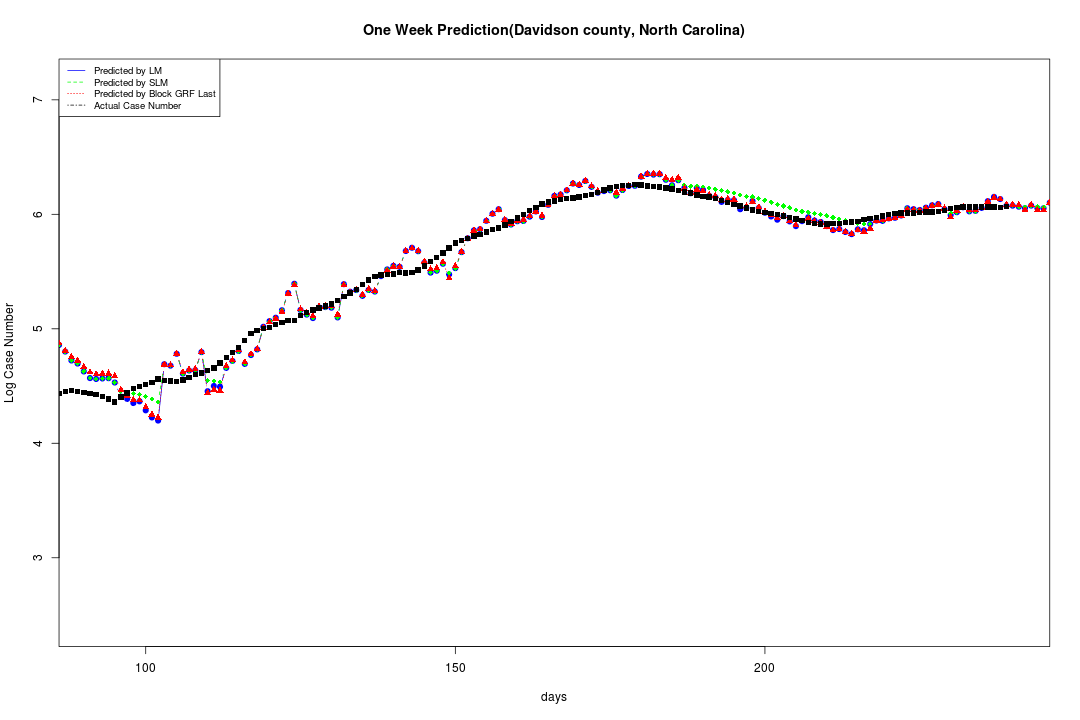 One Week Prediction(Davidson county, North Carolina)
Predicted by LM
Predicted by SLM
Predicted by Block GRF Last
Actual Case Number
7
6
5
4
3
Log Case Number
100
150
200
days